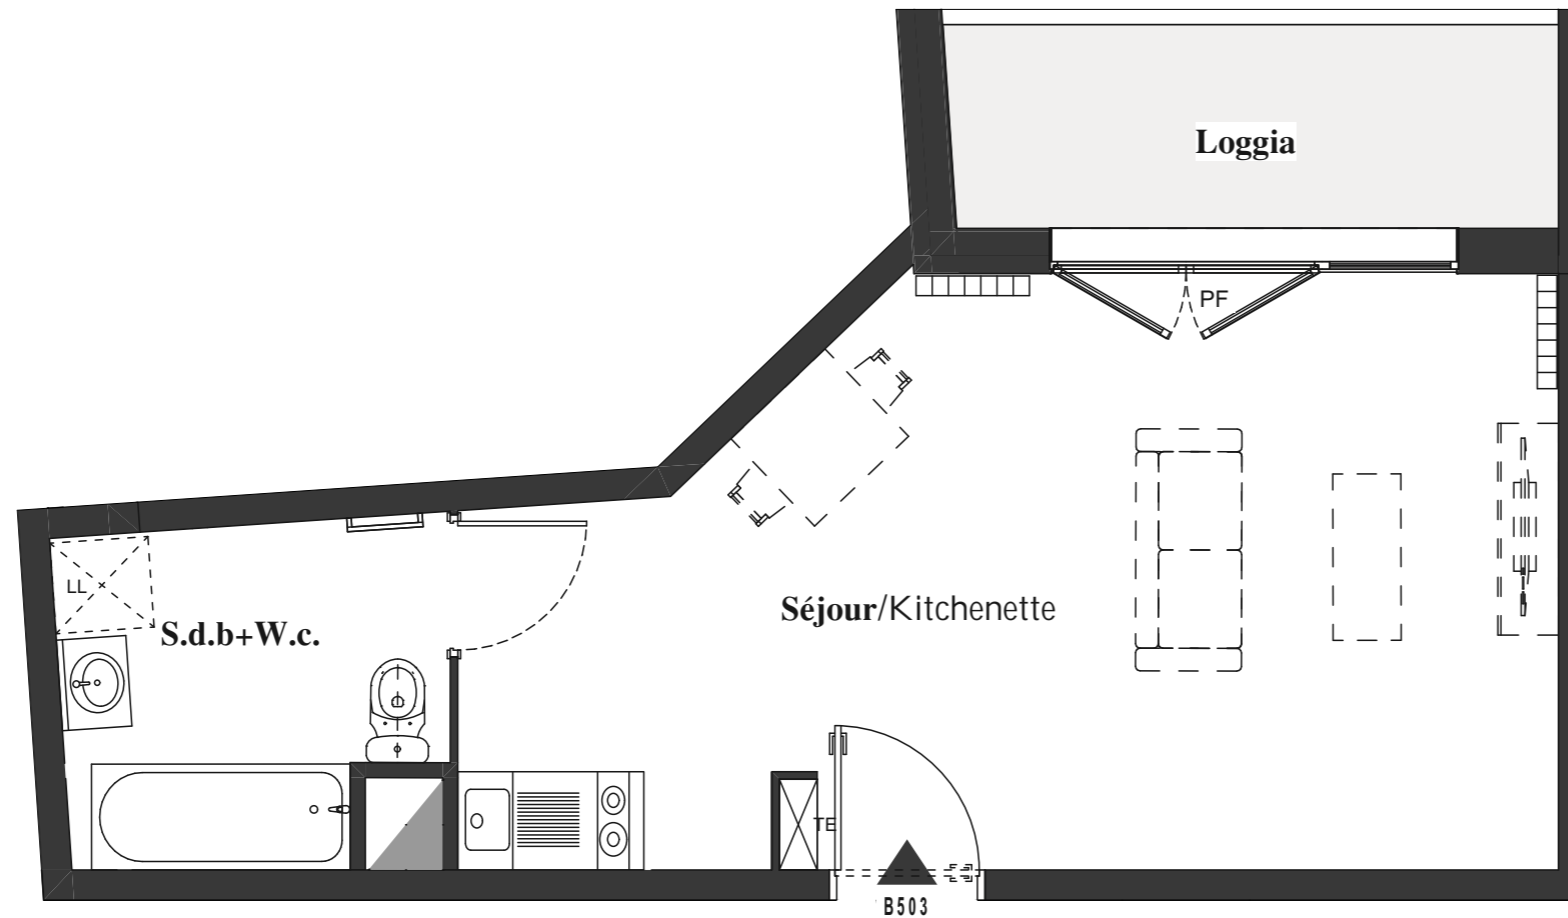 Loggia
PF
LL
S.d.b+W.c.
Séjour/Kitchenette
TE
B503